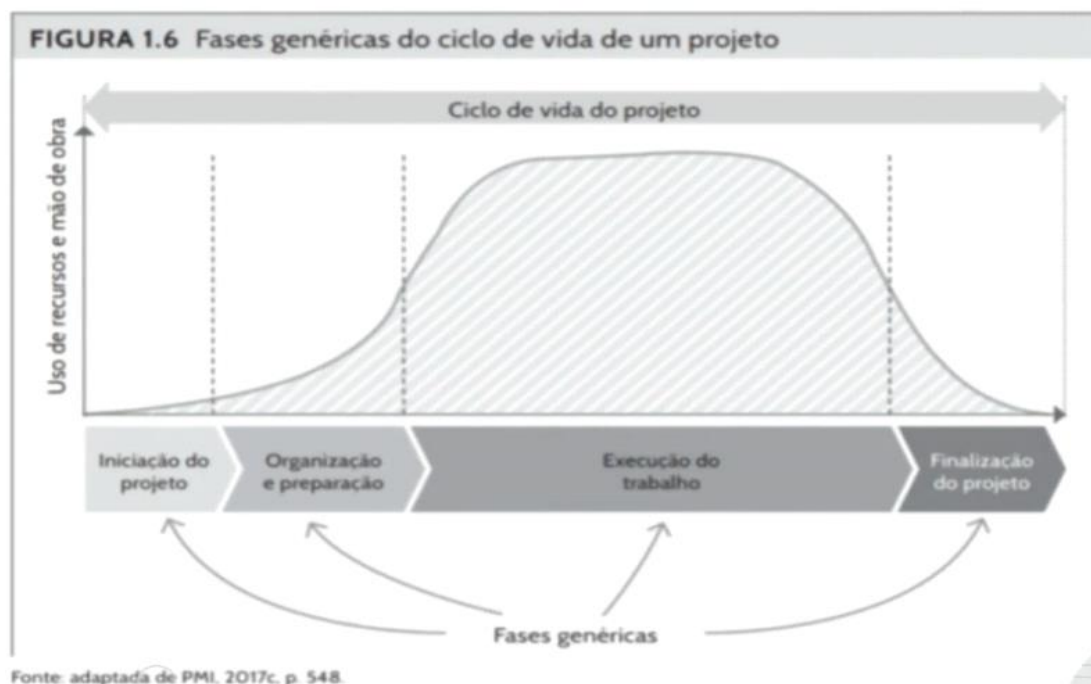 FIGURA 1.6 Fases genéricas do ciclo de vida de um projeto
Ciclo de vida do projeto
Uso de recursos e mão de obra
Iniciação do
projeto
Organização
e preparação
Execução do
trabalho
Finalização
do projeto
Fases genéricas
Fonte: adaptada de PMI, 2017c, p. 548.